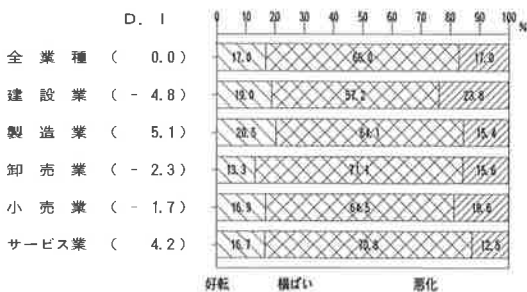 D. I
0 10 20 30 40 50 60 70 80 90 100
%
全業種 ( 0.0) 17.0 66.0 17.0
建設業 (- 4.8) 19.0 57.2 23.8
製造業 ( 5.1) 20.5 64.1 15.4
卸売業 (- 2.3) 13.3 71.1 15.6
小売業 (- 1.7) 16.9 64.5 18.6
サービス業 ( 4.2) 16.7 70.8 12.5
好転 横ばい 悪化